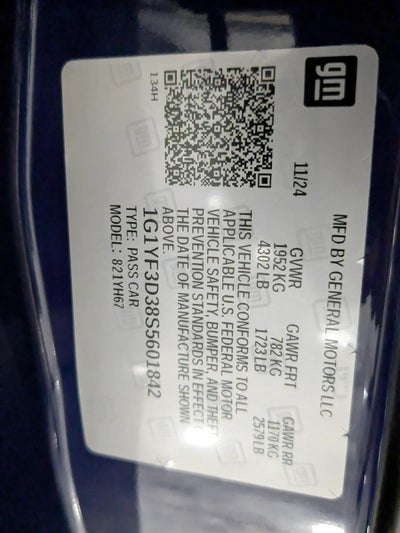 gm
MFD BY GENERAL MOTORS LLC
11/24 GVWR GAWR FRT GAWR RR
1952 KG 782 KG 1170 KG
4302 LB 1723 LB 2579 LB
THIS VEHICLE CONFORMS TO ALL
APPLICABLE U.S. FEDERAL MOTOR
VEHICLE SAFETY, BUMPER, AND THEFT
PREVENTION STANDARDS IN EFFECT
THE DATE OF MANUFACTURE SHOWN
ABOVE.
1G1YF3D38S5601842
TYPE: PASS CAR
MODEL: 821YH67
134H